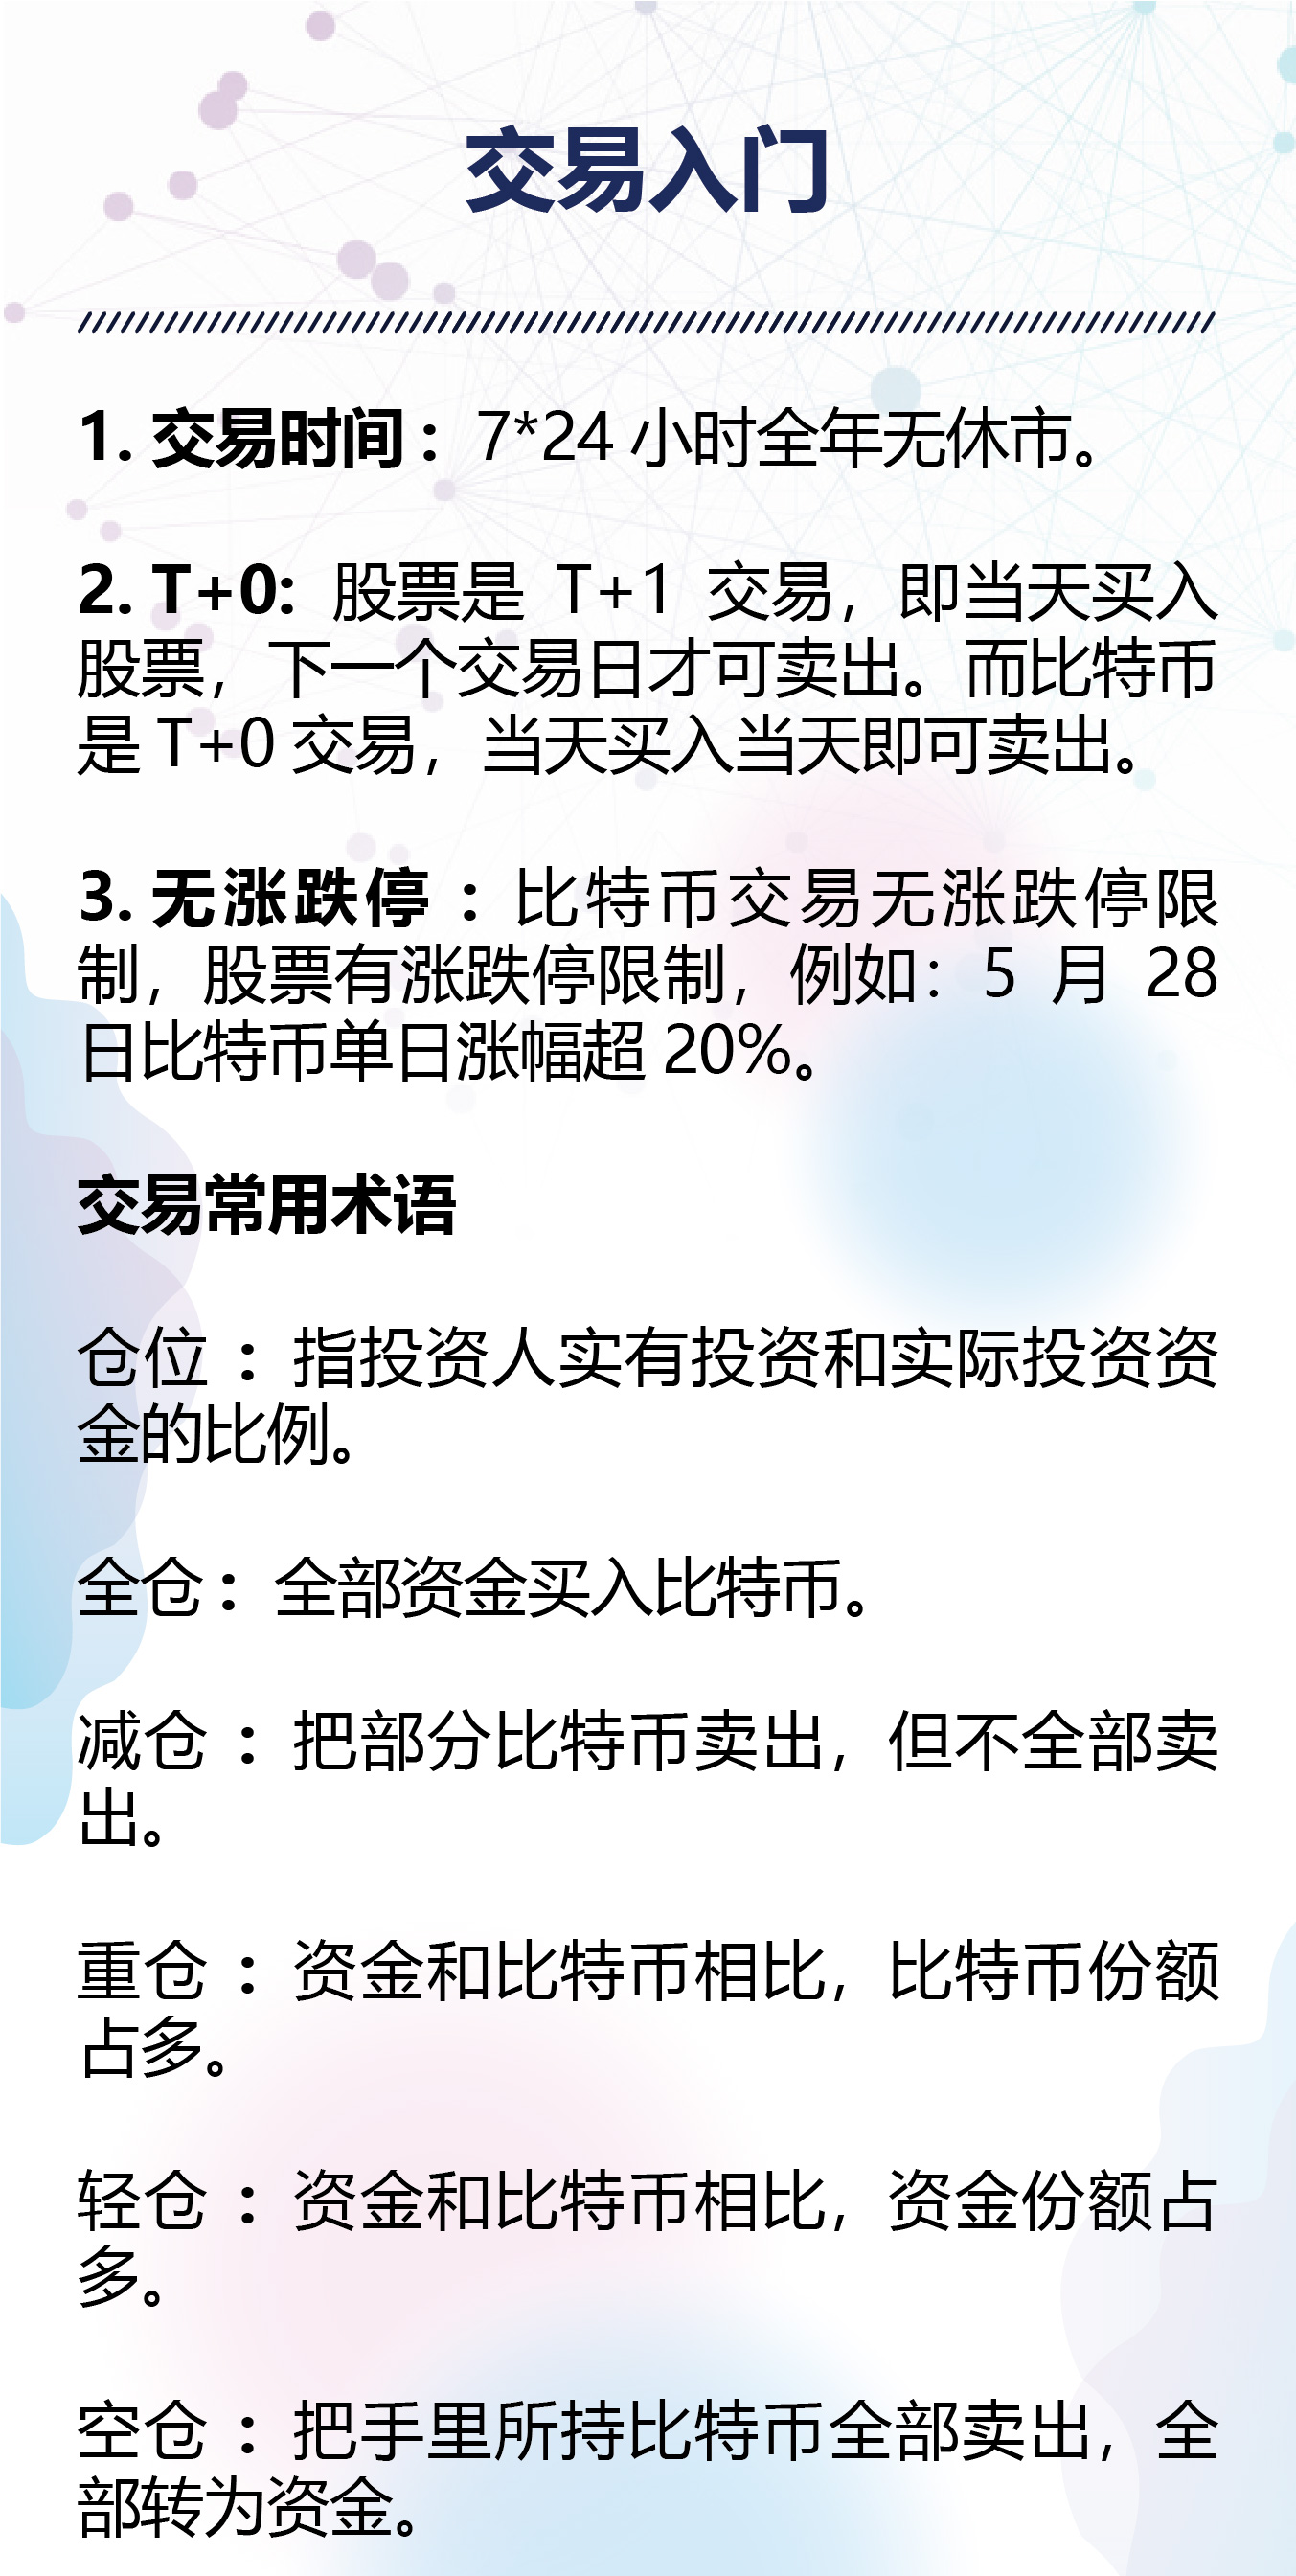 交易入门
1. 交易时间：7*24 小时全年无休市。
2. T+0: 股票是 T+1 交易，即当天买入
股票，下一个交易日才可卖出。而比特币
是 T+0 交易，当天买入当天即可卖出。
3. 无涨跌停：比特币交易无涨跌停限
制，股票有涨跌停限制，例如：5 月 28
日比特币单日涨幅超 20%。
交易常用术语
仓位：指投资人实有投资和实际投资资
金的比例。
全仓：全部资金买入比特币。
减仓：把部分比特币卖出，但不全部卖
出。
重仓：资金和比特币相比，比特币份额
占多。
轻仓：资金和比特币相比，资金份额占
多。
空仓：把手里所持比特币全部卖出，全
部转为资金。